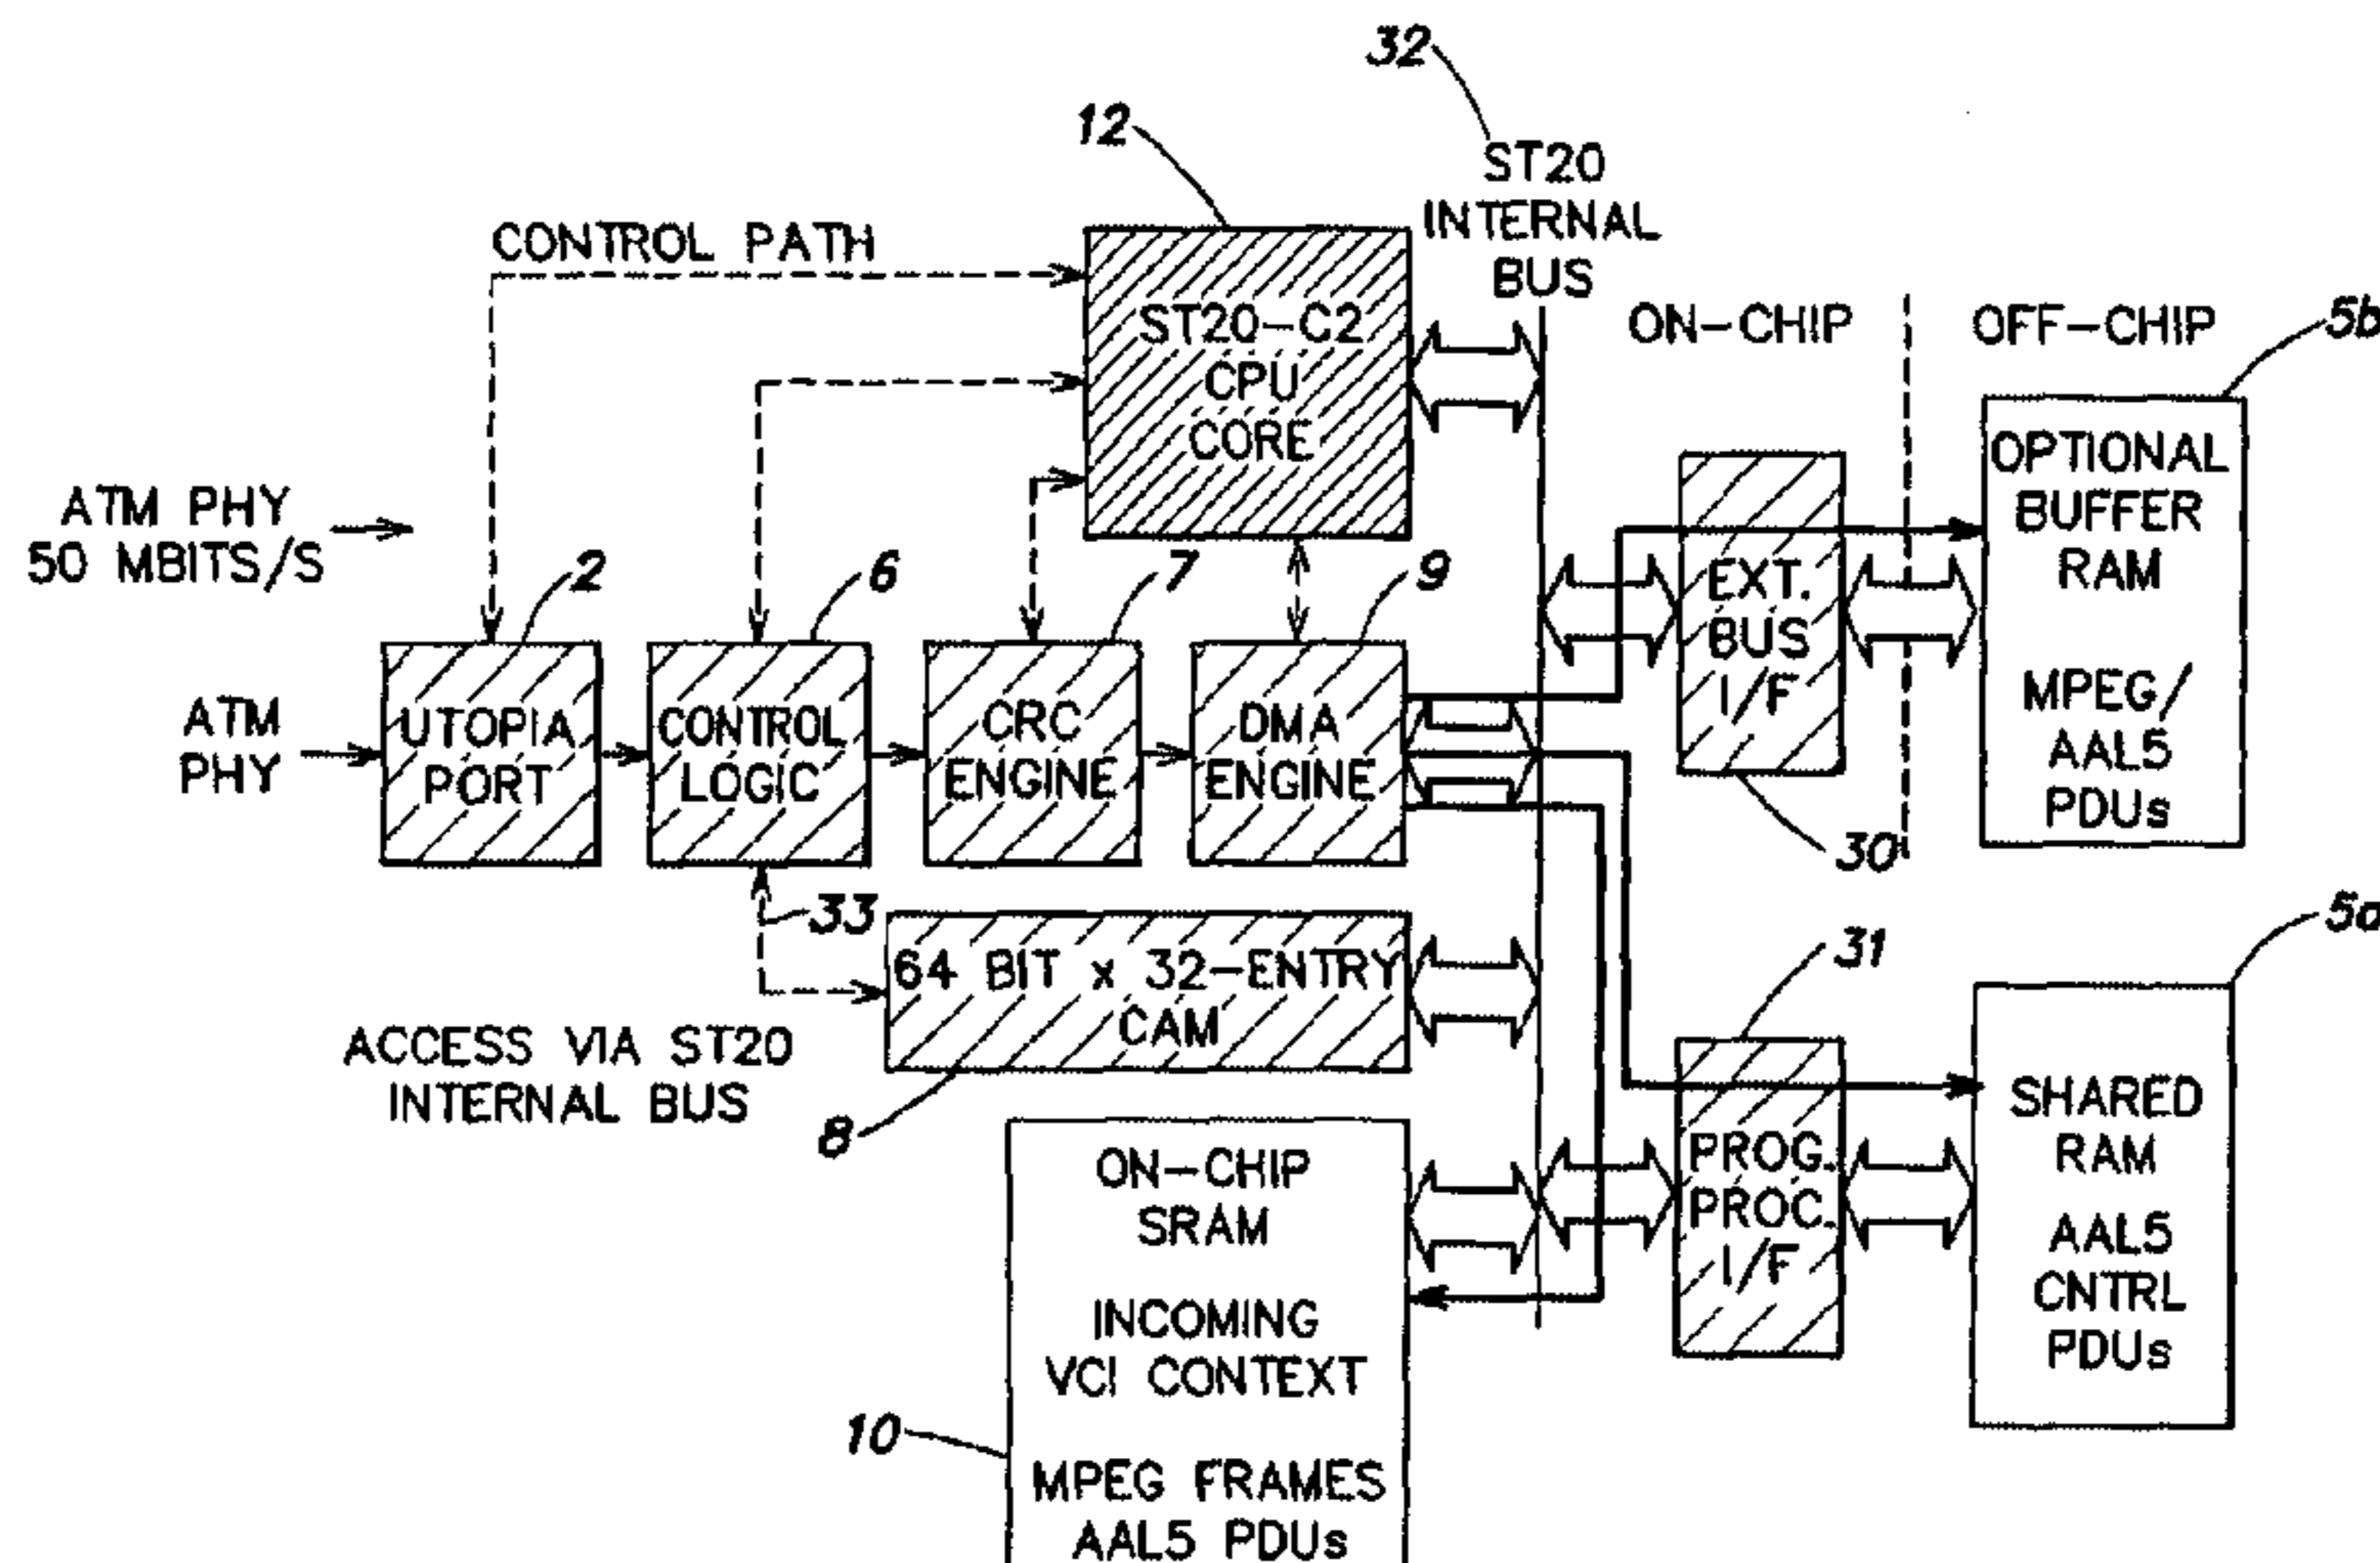 32
12
ST20
INTERNAL
BUS
CONTROL PATH
ST20-C2
CPU
CORE
ON-CHIP
OFF-CHIP
5b
OPTIONAL
BUFFER
RAM
MPEG/
AAL5
PDUs
ATM PHY
50 MBITS/S
2
6
7
9
EXT.
BUS
I/F
30
ATM
PHY
UTOPIA
PORT
CONTROL
LOGIC
CRC
ENGINE
DMA
ENGINE
33
64 BIT x 32-ENTRY
CAM
8
ACCESS VIA ST20
INTERNAL BUS
31
5a
PROG.
PROC.
I/F
SHARED
RAM
AAL5
CNTRL
PDUs
ON-CHIP
SRAM
INCOMING
VCI CONTEXT
10
MPEG FRAMES
AAL5 PDUs